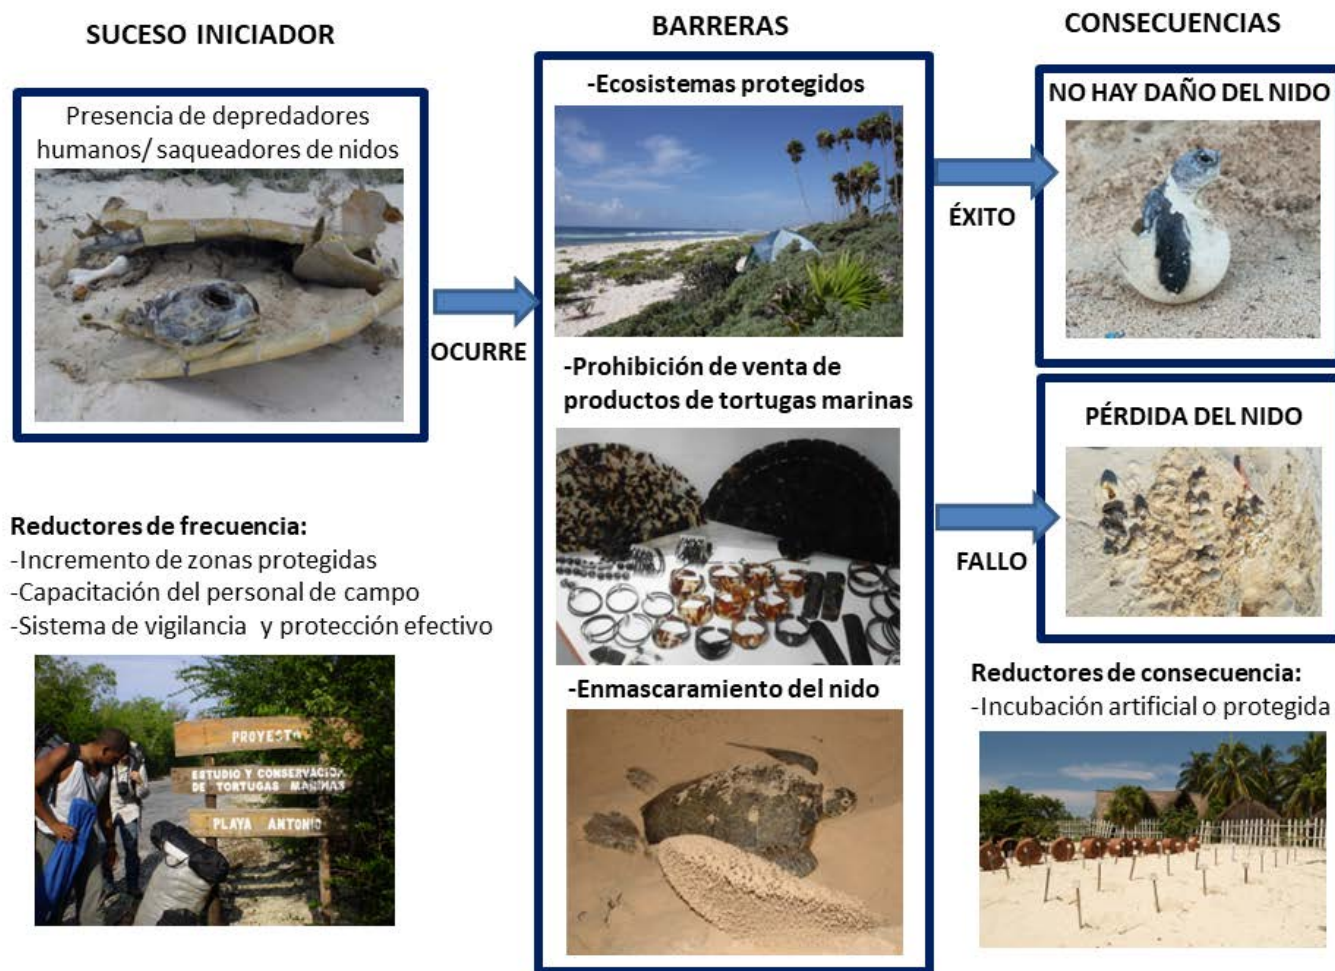 SUCESO INICIADOR
Presencia de depredadores
humanos/ saqueadores de nidos
OCURRE
Reductores de frecuencia:
-Incremento de zonas protegidas
-Capacitación del personal de campo
-Sistema de vigilancia y protección efectivo
PROYECTO
ESTUDIO Y CONSERVACIÓN
DE TORTUGAS MARINAS
PLAYA ANTONIO
BARRERAS
-Ecosistemas protegidos
-Prohibición de venta de
productos de tortugas marinas
-Enmascaramiento del nido
ÉXITO
FALLO
CONSECUENCIAS
NO HAY DAÑO DEL NIDO
PÉRDIDA DEL NIDO
Reductores de consecuencia:
-Incubación artificial o protegida